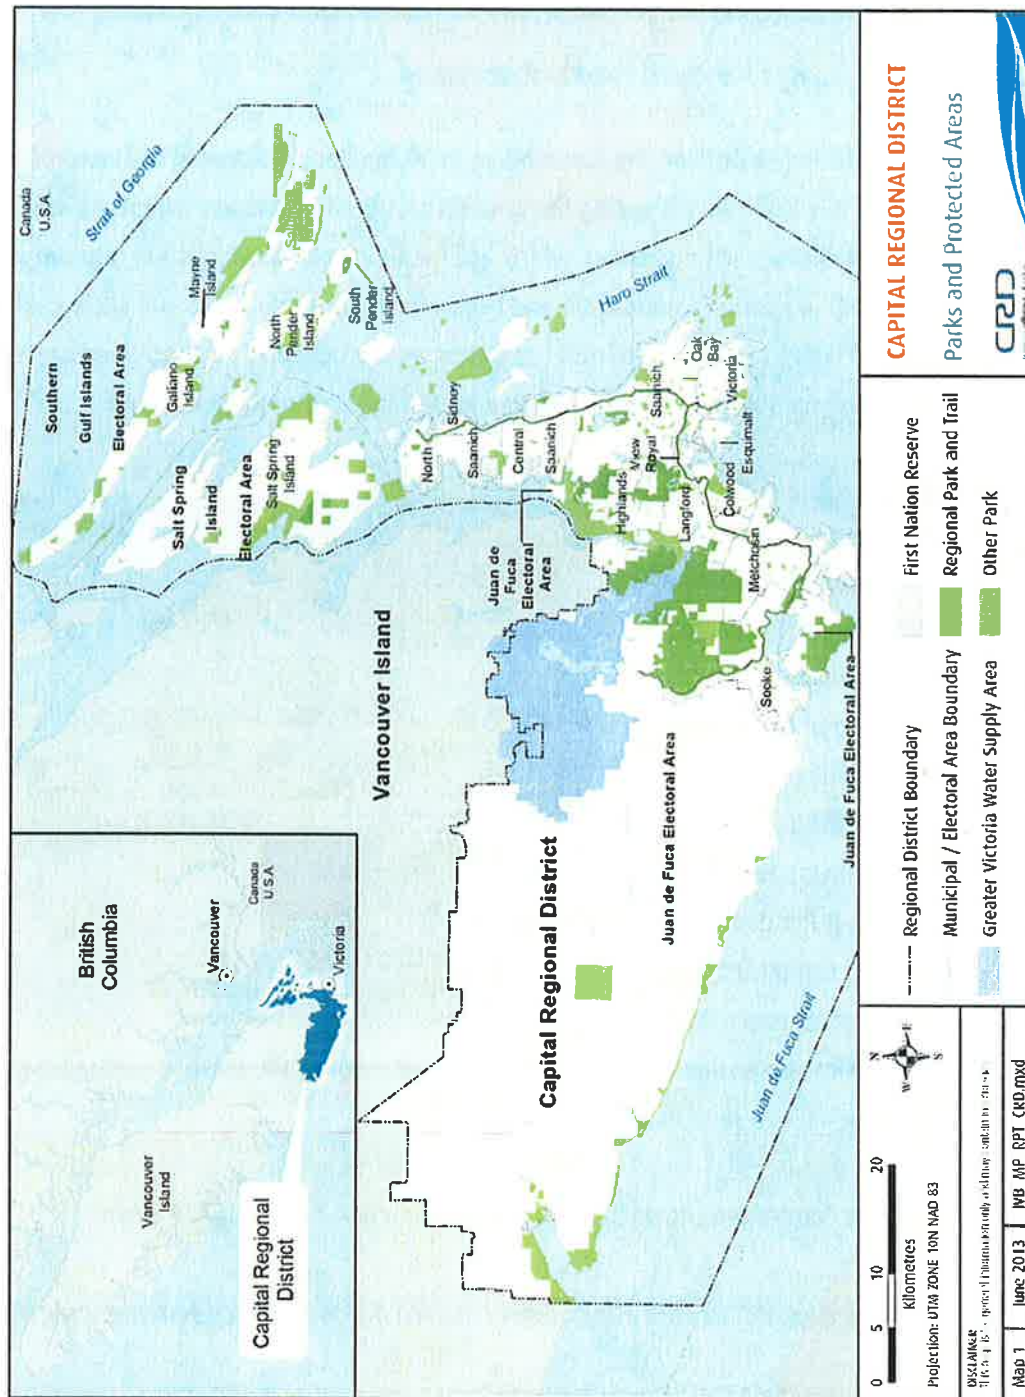 British
Columbia
Vancouver
Canada
U.S.A
Victoria
Vancouver
Island
Capital Regional
District
Canada
U.S.A
Strait of Georgia
Southern
Gulf Islands
Electoral Area
Mayne
Island
Galiano
Island
North
Pender
Island
South
Pender
Island
Salt Spring
Island
Electoral Area
Salt Spring
Island
Haro Strait
Vancouver Island
North
Saanich
Sidney
Central
Saanich
Juan de
Fuca
Electoral
Area
Highlands
View
Royal
Saanich
Oak
Bay
Victoria
Esquimalt
Langford
Colwood
Metchosin
Sooke
Capital Regional District
Juan de Fuca Electoral Area
Juan de Fuca Electoral Area
Juan de Fuca Strait
0 5 10 20
Kilometres
Projection: UTM ZONE 10N NAD 83
N
W E
S
DISCLAIMER
Map 1 June 2013 WB_MP_RPT_CRD.mxd
Regional District Boundary
Municipal / Electoral Area Boundary
Greater Victoria Water Supply Area
First Nation Reserve
Regional Park and Trail
Other Park
CAPITAL REGIONAL DISTRICT
Parks and Protected Areas
CRD